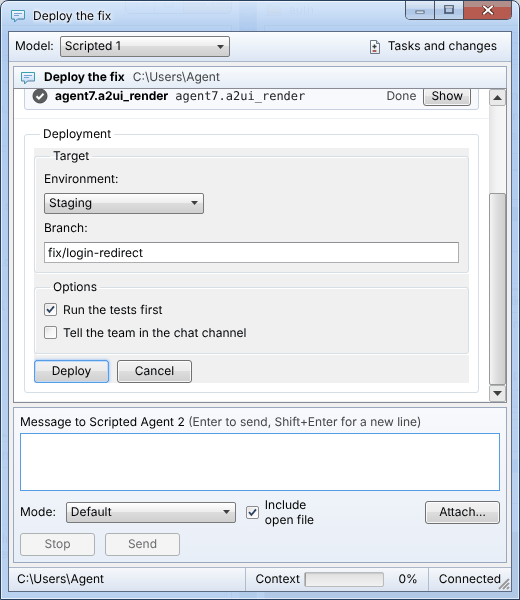 Deploy the fix
Model: Scripted 1 Tasks and changes
Deploy the fix C:\Users\Agent
agent7.a2ui_render agent7.a2ui_render Done Show
Deployment
Target
Environment:
Staging
Branch:
fix/login-redirect
Options
Run the tests first
Tell the team in the chat channel
Deploy Cancel
Message to Scripted Agent 2 (Enter to send, Shift+Enter for a new line)
Mode: Default Include open file Attach...
Stop Send
C:\Users\Agent Context 0% Connected